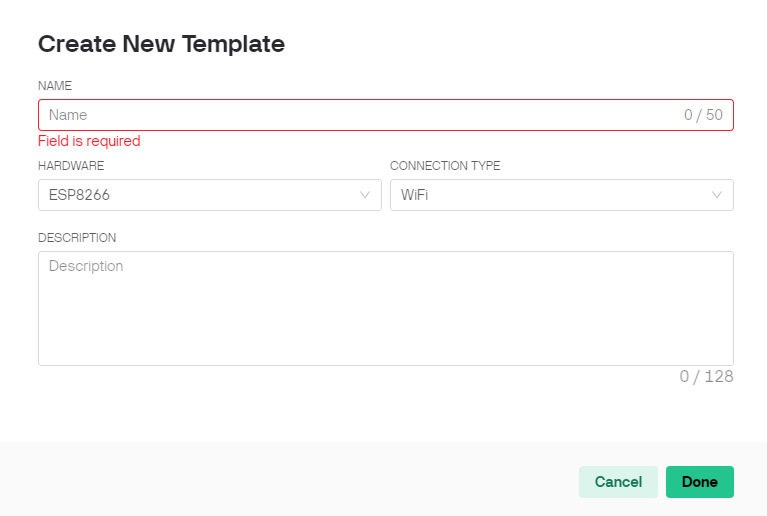 Create New Template
NAME
Name 0 / 50
Field is required
HARDWARE CONNECTION TYPE
ESP8266 WiFi
DESCRIPTION
Description
0 / 128
Cancel Done